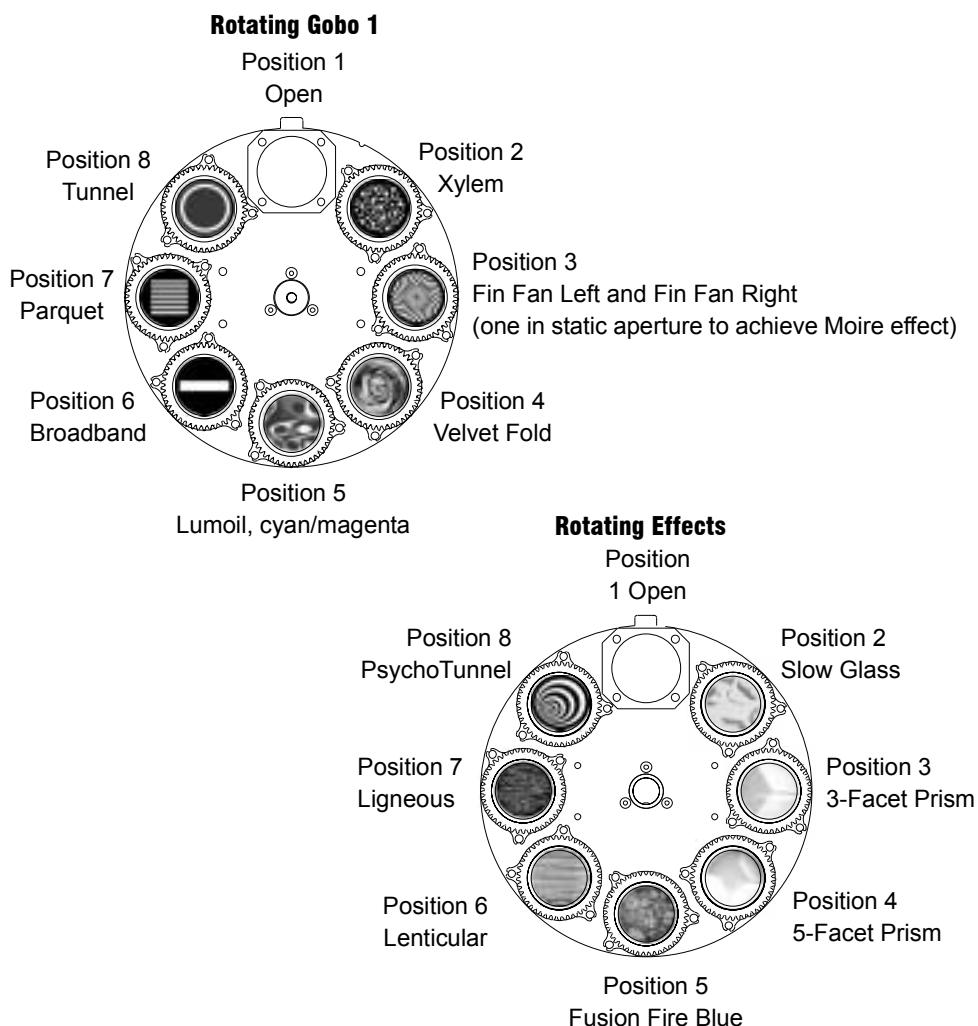 Rotating Gobo 1
Position 1
Open
Position 2
Xylem
Position 3
Fin Fan Left and Fin Fan Right
(one in static aperture to achieve Moire effect)
Position 4
Velvet Fold
Position 5
Lumoil, cyan/magenta
Position 6
Broadband
Position 7
Parquet
Position 8
Tunnel
Rotating Effects
Position
1 Open
Position 2
Slow Glass
Position 3
3-Facet Prism
Position 4
5-Facet Prism
Position 5
Fusion Fire Blue
Position 6
Lenticular
Position 7
Ligneous
Position 8
PsychoTunnel